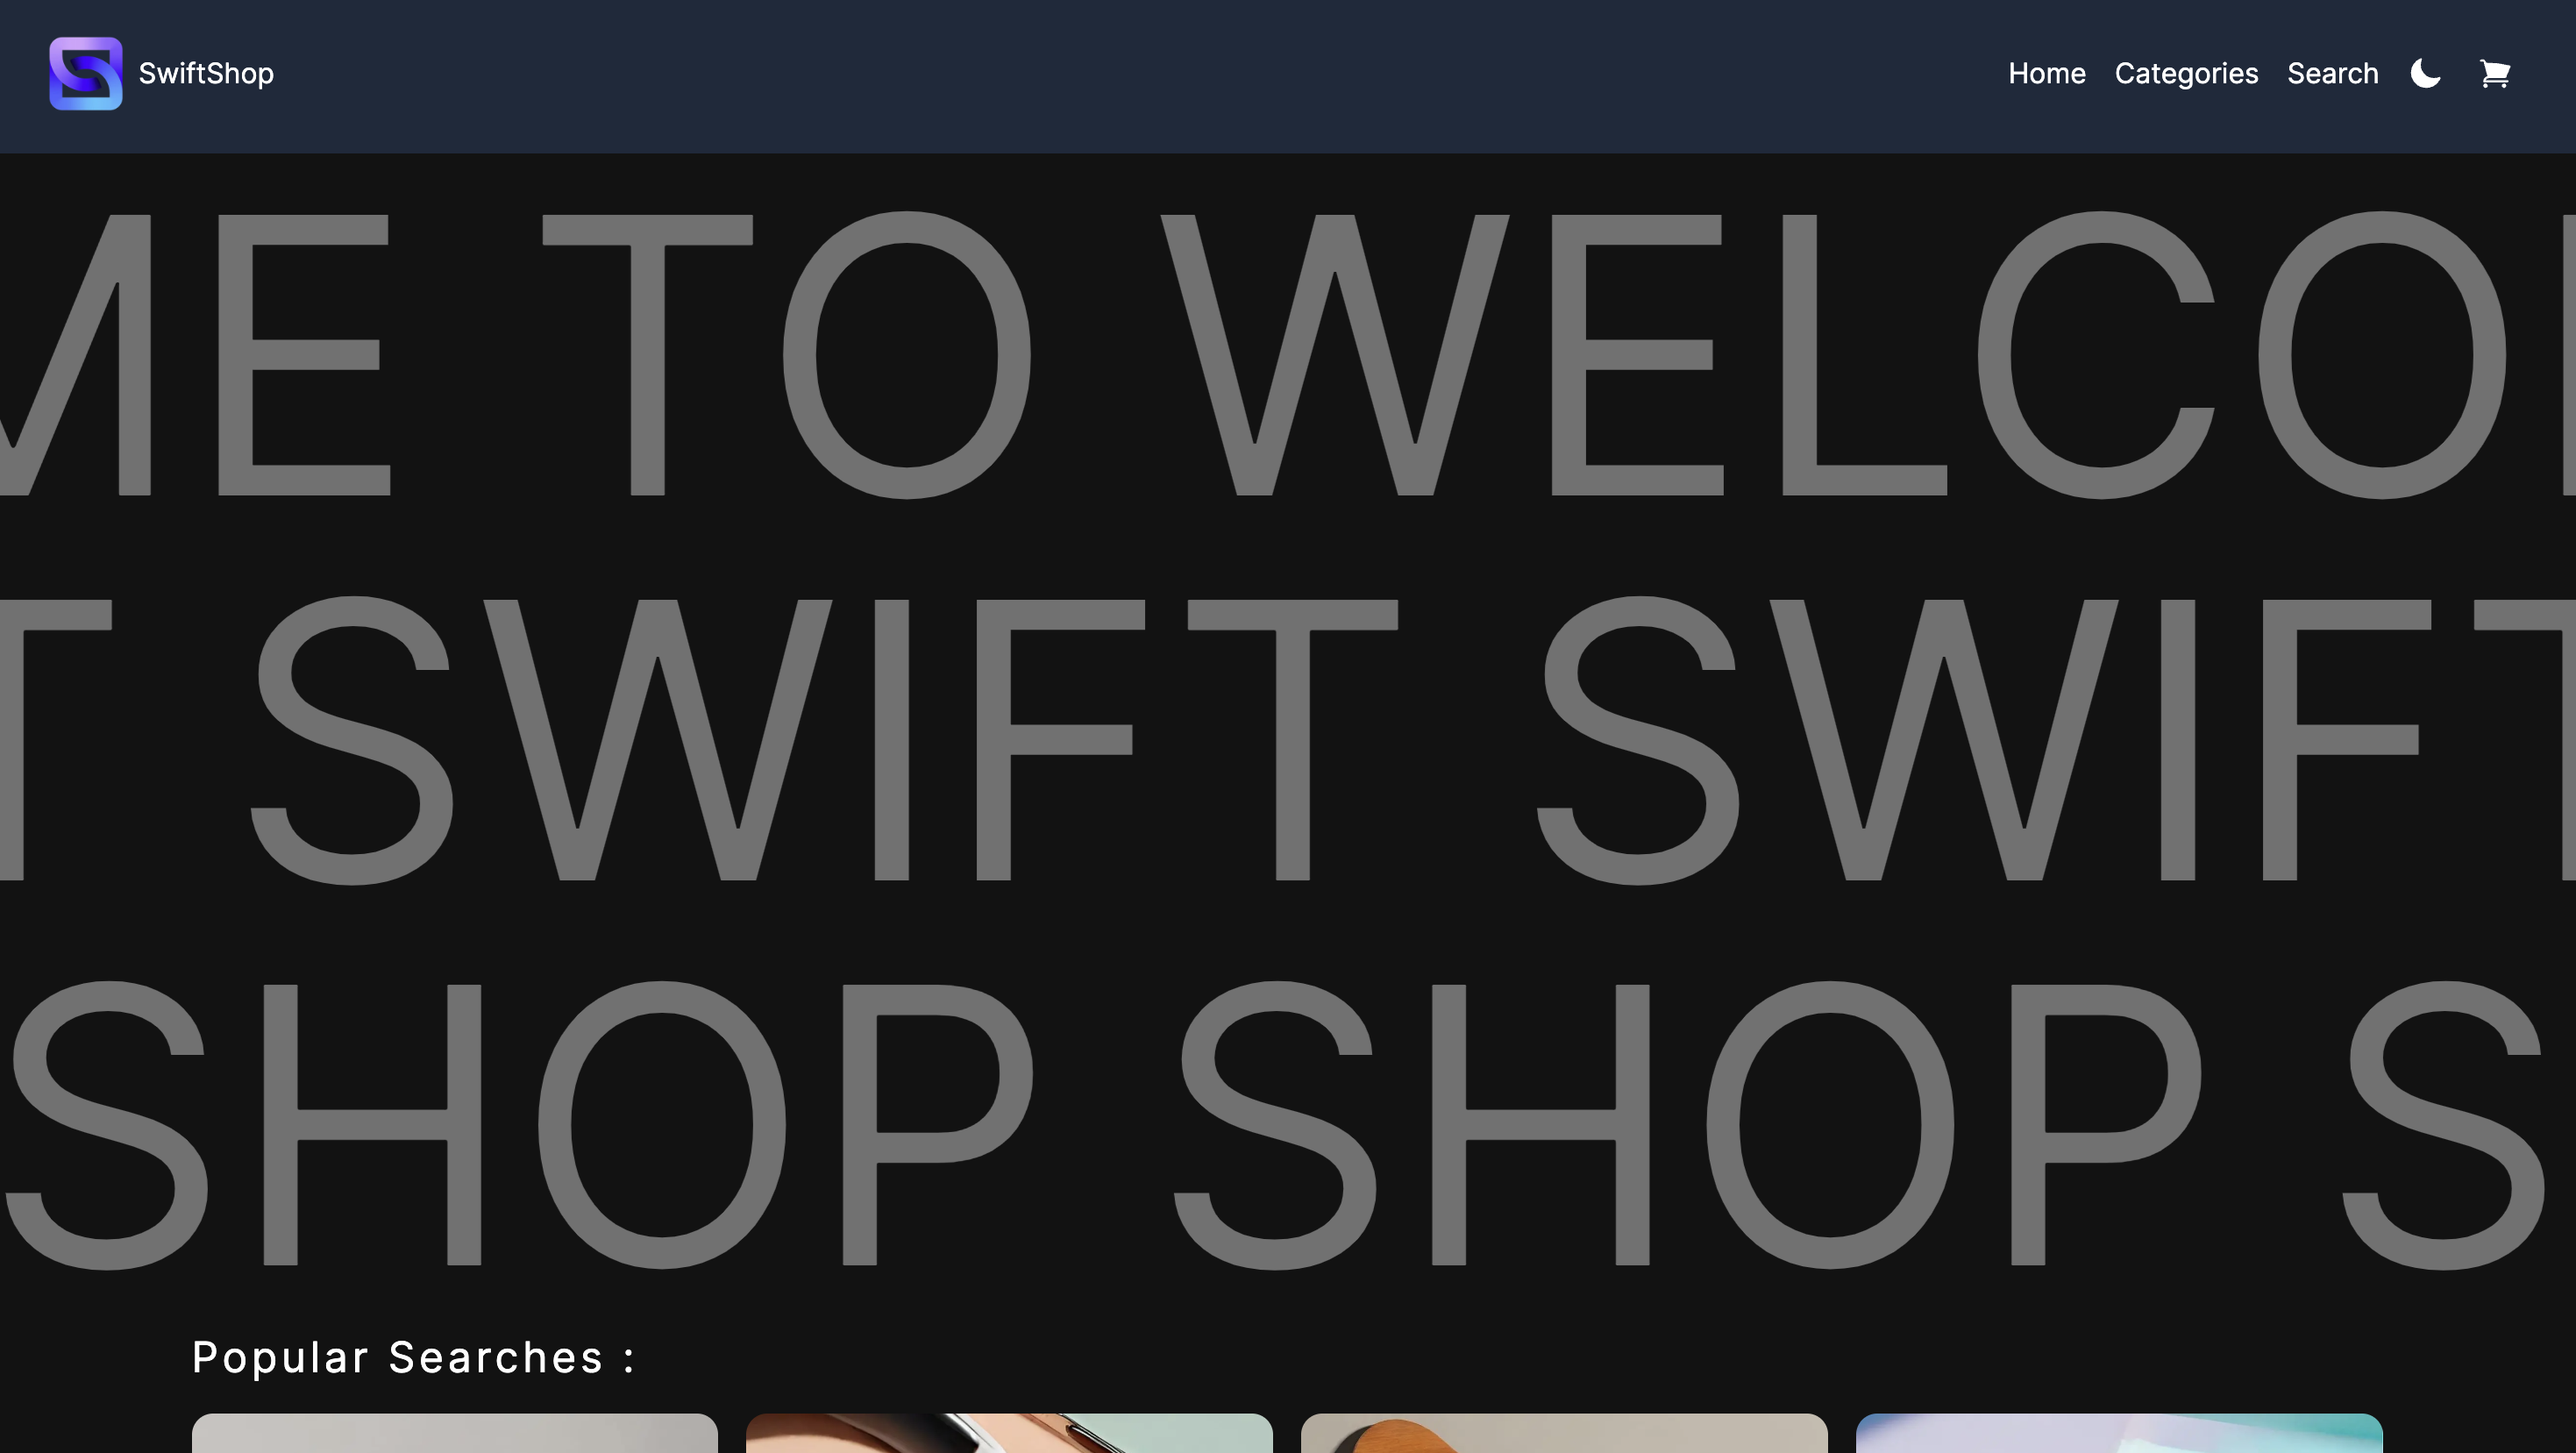 SwiftShop
Home Categories Search
ME TO WELCO
T SWIFT SWIFT
SHOP SHOP S
Popular Searches :